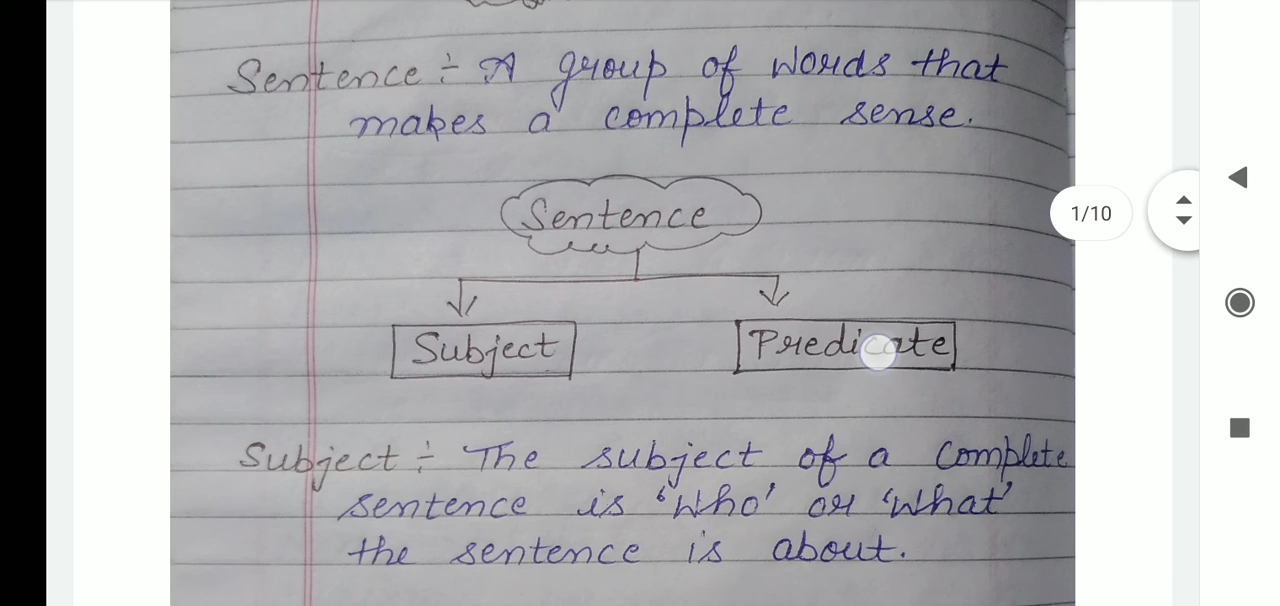 Sentence :- A group of words that
makes a complete sense.
Sentence
1/10
Subject
Predicate
Subject :- The subject of a complete
sentence is 'who' or 'what'
the sentence is about.